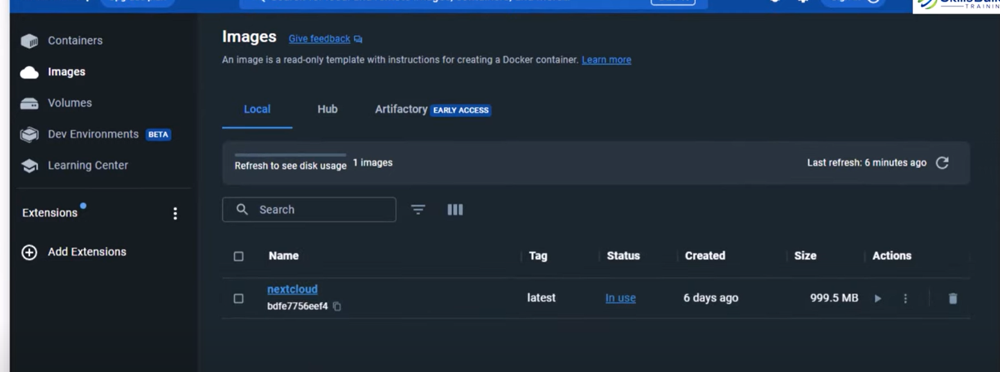 Containers
Images
Volumes
Dev Environments BETA
Learning Center
Extensions
Add Extensions
Images Give feedback
An image is a read-only template with instructions for creating a Docker container. Learn more
Local Hub Artifactory EARLY ACCESS
Refresh to see disk usage 1 images Last refresh: 6 minutes ago
Search
Name Tag Status Created Size Actions
nextcloud
bdfe7756eef4 latest In use 6 days ago 999.5 MB